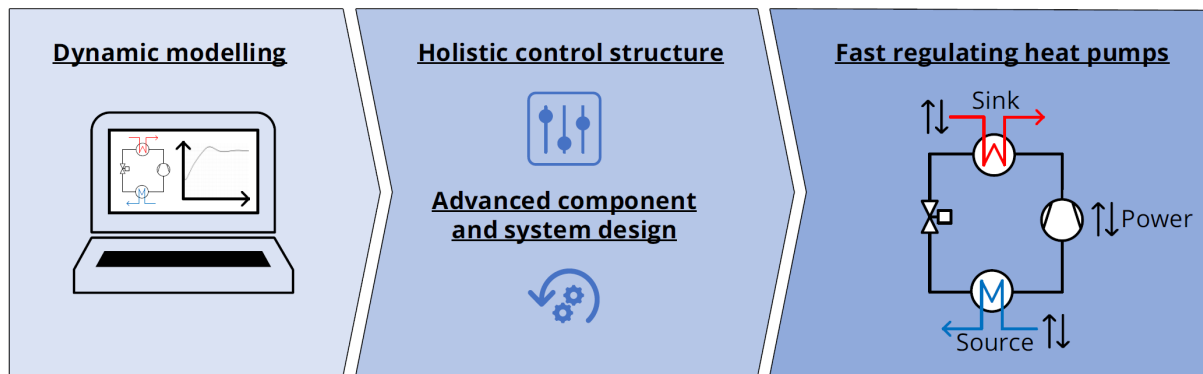 Dynamic modelling
Holistic control structure
Advanced component
and system design
Fast regulating heat pumps
Sink
Power
Source